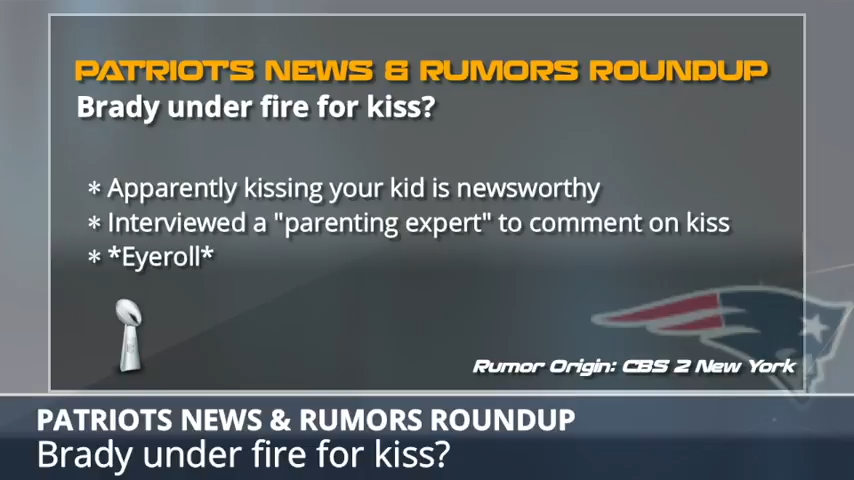 PATRIOTS NEWS & RUMORS ROUNDUP
Brady under fire for kiss?
* Apparently kissing your kid is newsworthy
* Interviewed a "parenting expert" to comment on kiss
* *Eyeroll*
Rumor Origin: CBS 2 New York
PATRIOTS NEWS & RUMORS ROUNDUP
Brady under fire for kiss?